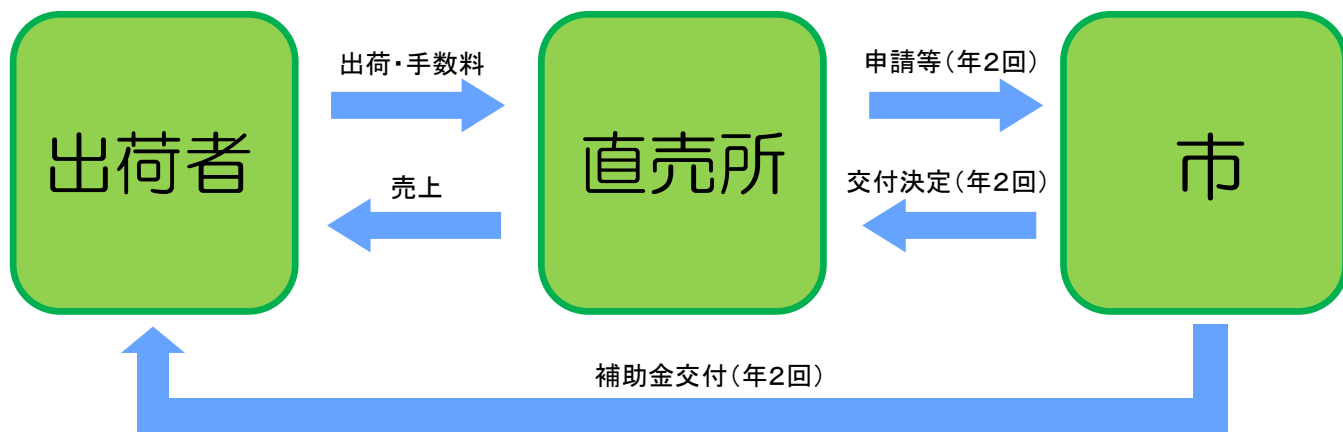 出荷・手数料
申請等（年2回）
出荷者
直売所
市
売上
交付決定（年2回）
補助金交付（年2回）